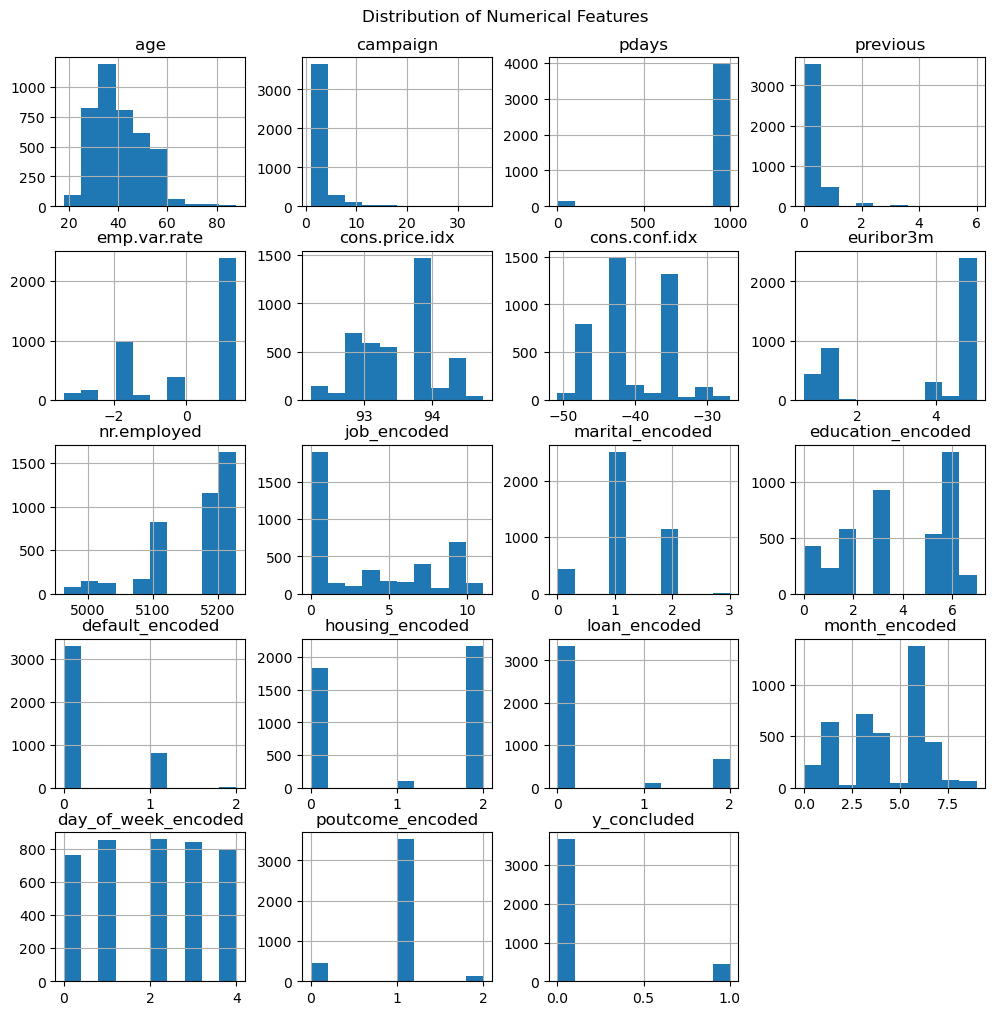 Distribution of Numerical Features
age campaign pdays previous
1000 750 500 250 0
20 40 60 80
3000 2000 1000 0
0 10 20 30
4000 3000 2000 1000 0
0 500 1000
3000 2000 1000 0
0 2 4 6
emp.var.rate cons.price.idx cons.conf.idx euribor3m
2000 1000 0
−2 0
1500 1000 500 0
93 94
1500 1000 500 0
−50 −40 −30
2000 1000 0
2 4
nr.employed job_encoded marital_encoded education_encoded
1500 1000 500 0
5000 5100 5200
1500 1000 500 0
0 5 10
2000 1000 0
0 1 2 3
1000 500 0
0 2 4 6
default_encoded housing_encoded loan_encoded month_encoded
3000 2000 1000 0
0 1 2
2000 1500 1000 500 0
0 1 2
3000 2000 1000 0
0 1 2
1000 500 0
0.0 2.5 5.0 7.5
day_of_week_encoded poutcome_encoded y_concluded
800 600 400 200 0
0 2 4
3000 2000 1000 0
0 1 2
3000 2000 1000 0
0.0 0.5 1.0